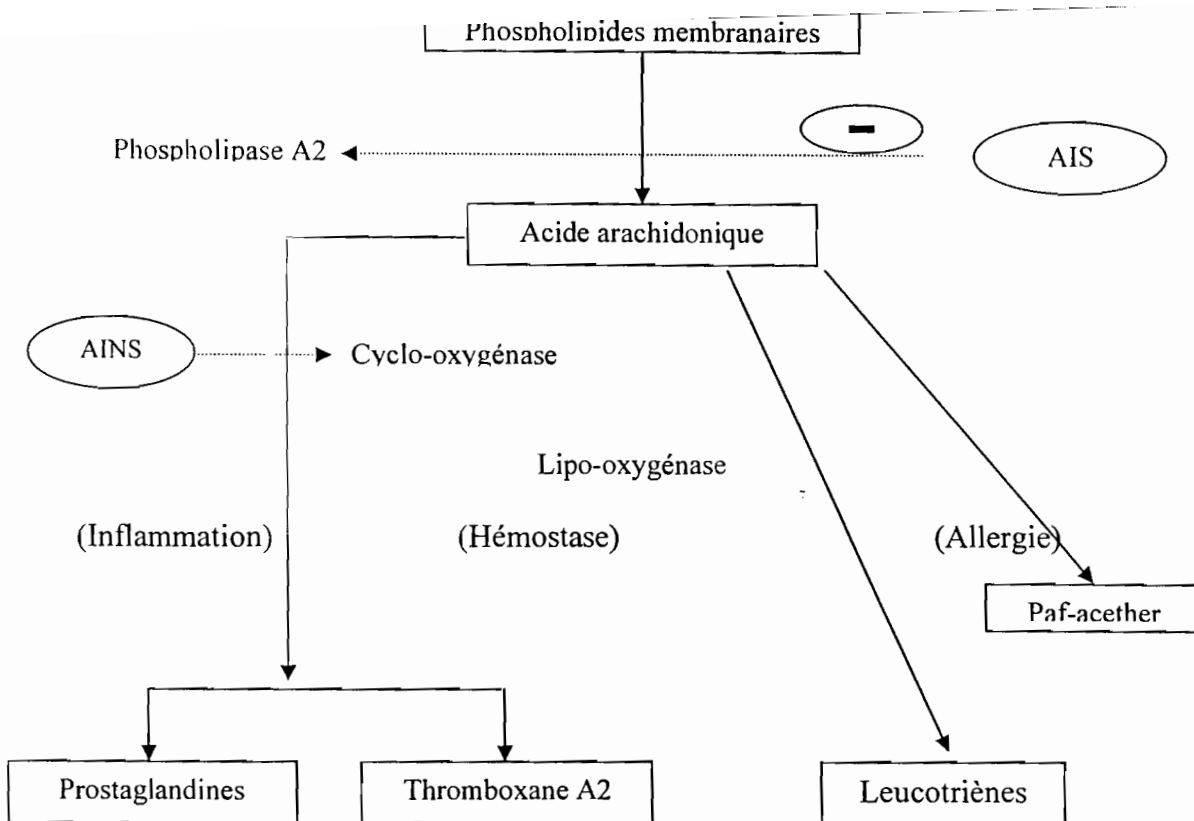 Phospholipides membranaires
Phospholipase A2
AIS
Acide arachidonique
AINS
Cyclo-oxygénase
Lipo-oxygénase
(Inflammation)
(Hémostase)
(Allergie)
Paf-acether
Prostaglandines
Thromboxane A2
Leucotriènes